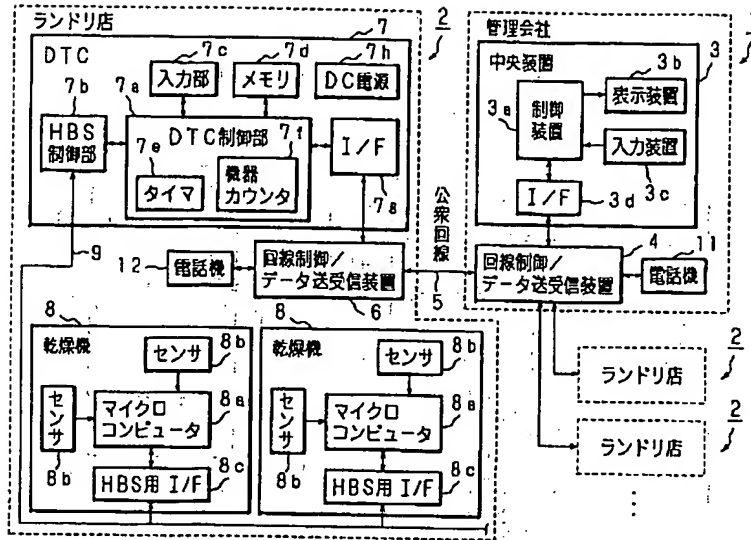 ランドリ店
2
7
DTC
7c
7d
7h
入力部
メモリ
DC電源
7b
7a
HBS
制御部
DTC制御部
7e
7f
タイマ
機器
カウンタ
I/F
7g
9
12
電話機
回線制御/
データ送受信装置
6
公衆回線
5
管理会社
中央装置
3
3a
制御
装置
3b
表示装置
入力装置
3c
I/F
3d
4
11
回線制御/
データ送受信装置
電話機
8
乾燥機
センサ
8b
センサ
8b
マイクロ
コンピュータ
8a
HBS用 I/F
8c
8
乾燥機
センサ
8b
センサ
8b
マイクロ
コンピュータ
8a
HBS用 I/F
8c
2
ランドリ店
2
ランドリ店